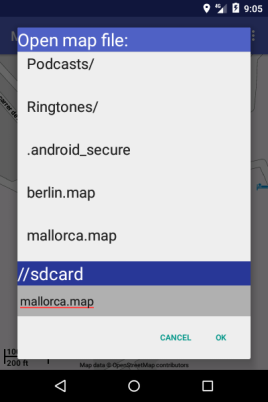 4G 9:05
Open map file:
Podcasts/
Ringtones/
.android_secure
berlin.map
mallorca.map
//sdcard
mallorca.map
CANCEL OK
200 ft
Map data © OpenStreetMap contributors